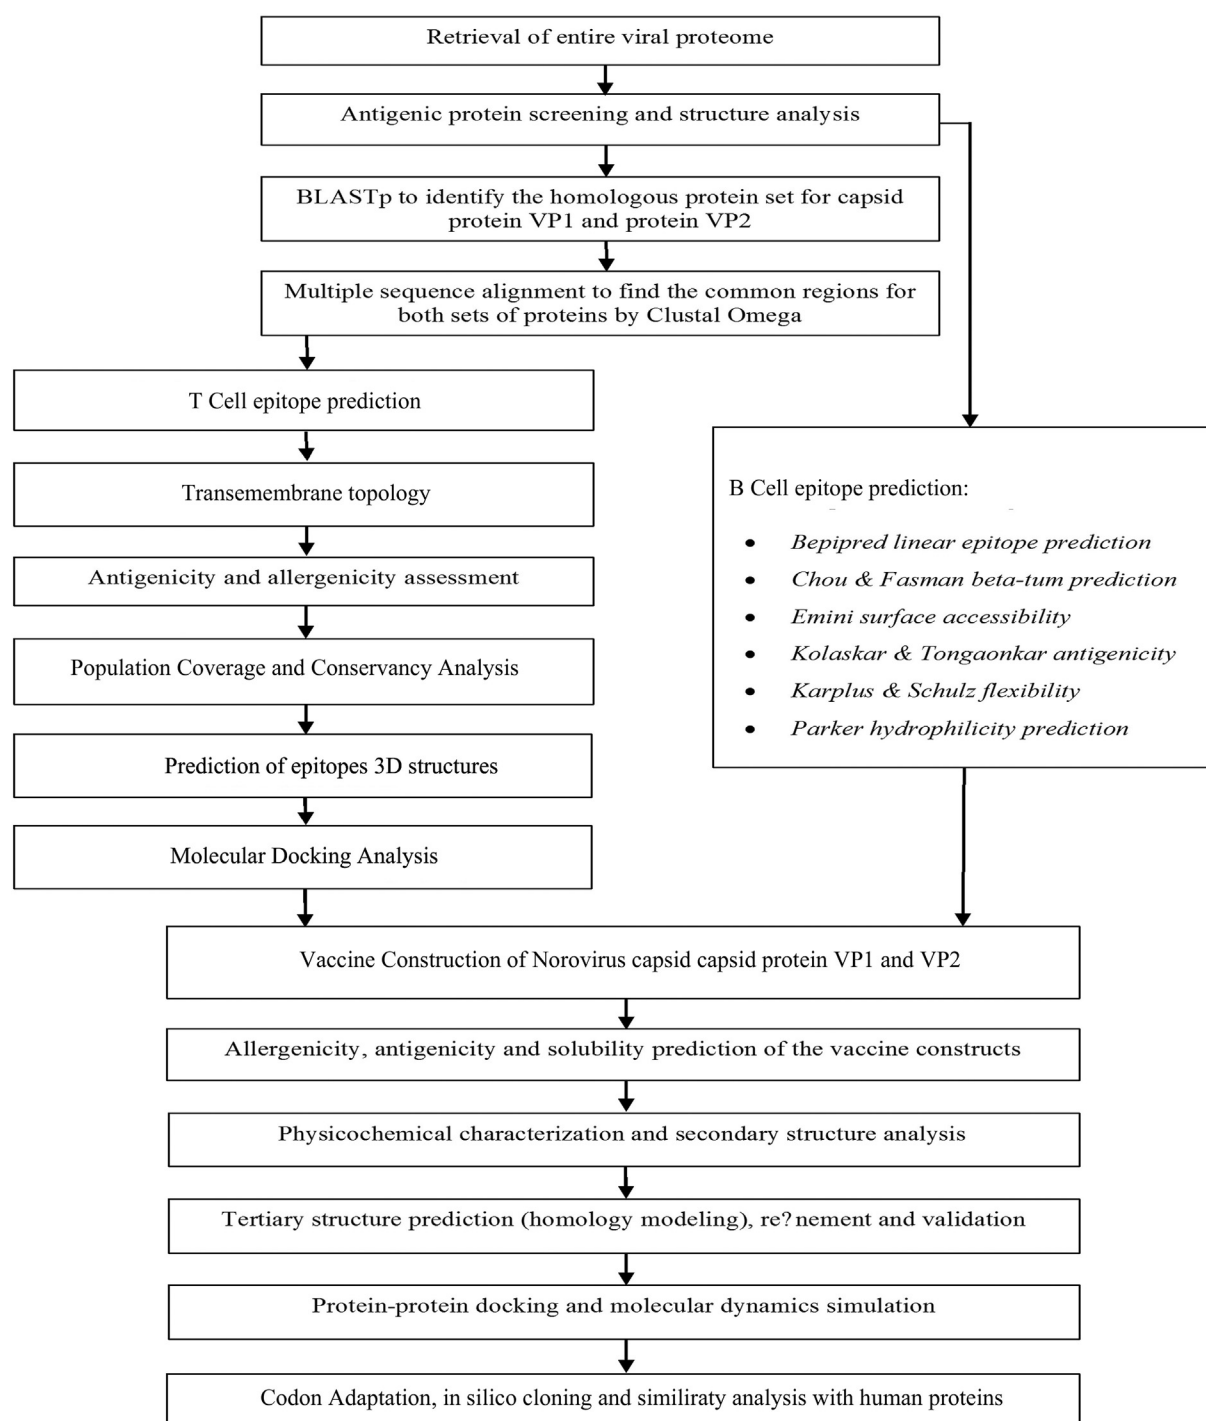 Retrieval of entire viral proteome
Antigenic protein screening and structure analysis
BLASTp to identify the homologous protein set for capsid
protein VP1 and protein VP2
Multiple sequence alignment to find the common regions for
both sets of proteins by Clustal Omega
T Cell epitope prediction
Transemembrane topology
Antigenicity and allergenicity assessment
Population Coverage and Conservancy Analysis
Prediction of epitopes 3D structures
Molecular Docking Analysis
B Cell epitope prediction:
• Bepipred linear epitope prediction
• Chou & Fasman beta-tum prediction
• Emini surface accessibility
• Kolaskar & Tongaonkar antigenicity
• Karplus & Schulz flexibility
• Parker hydrophilicity prediction
Vaccine Construction of Norovirus capsid capsid protein VP1 and VP2
Allergenicity, antigenicity and solubility prediction of the vaccine constructs
Physicochemical characterization and secondary structure analysis
Tertiary structure prediction (homology modeling), re?nement and validation
Protein-protein docking and molecular dynamics simulation
Codon Adaptation, in silico cloning and similiraty analysis with human proteins